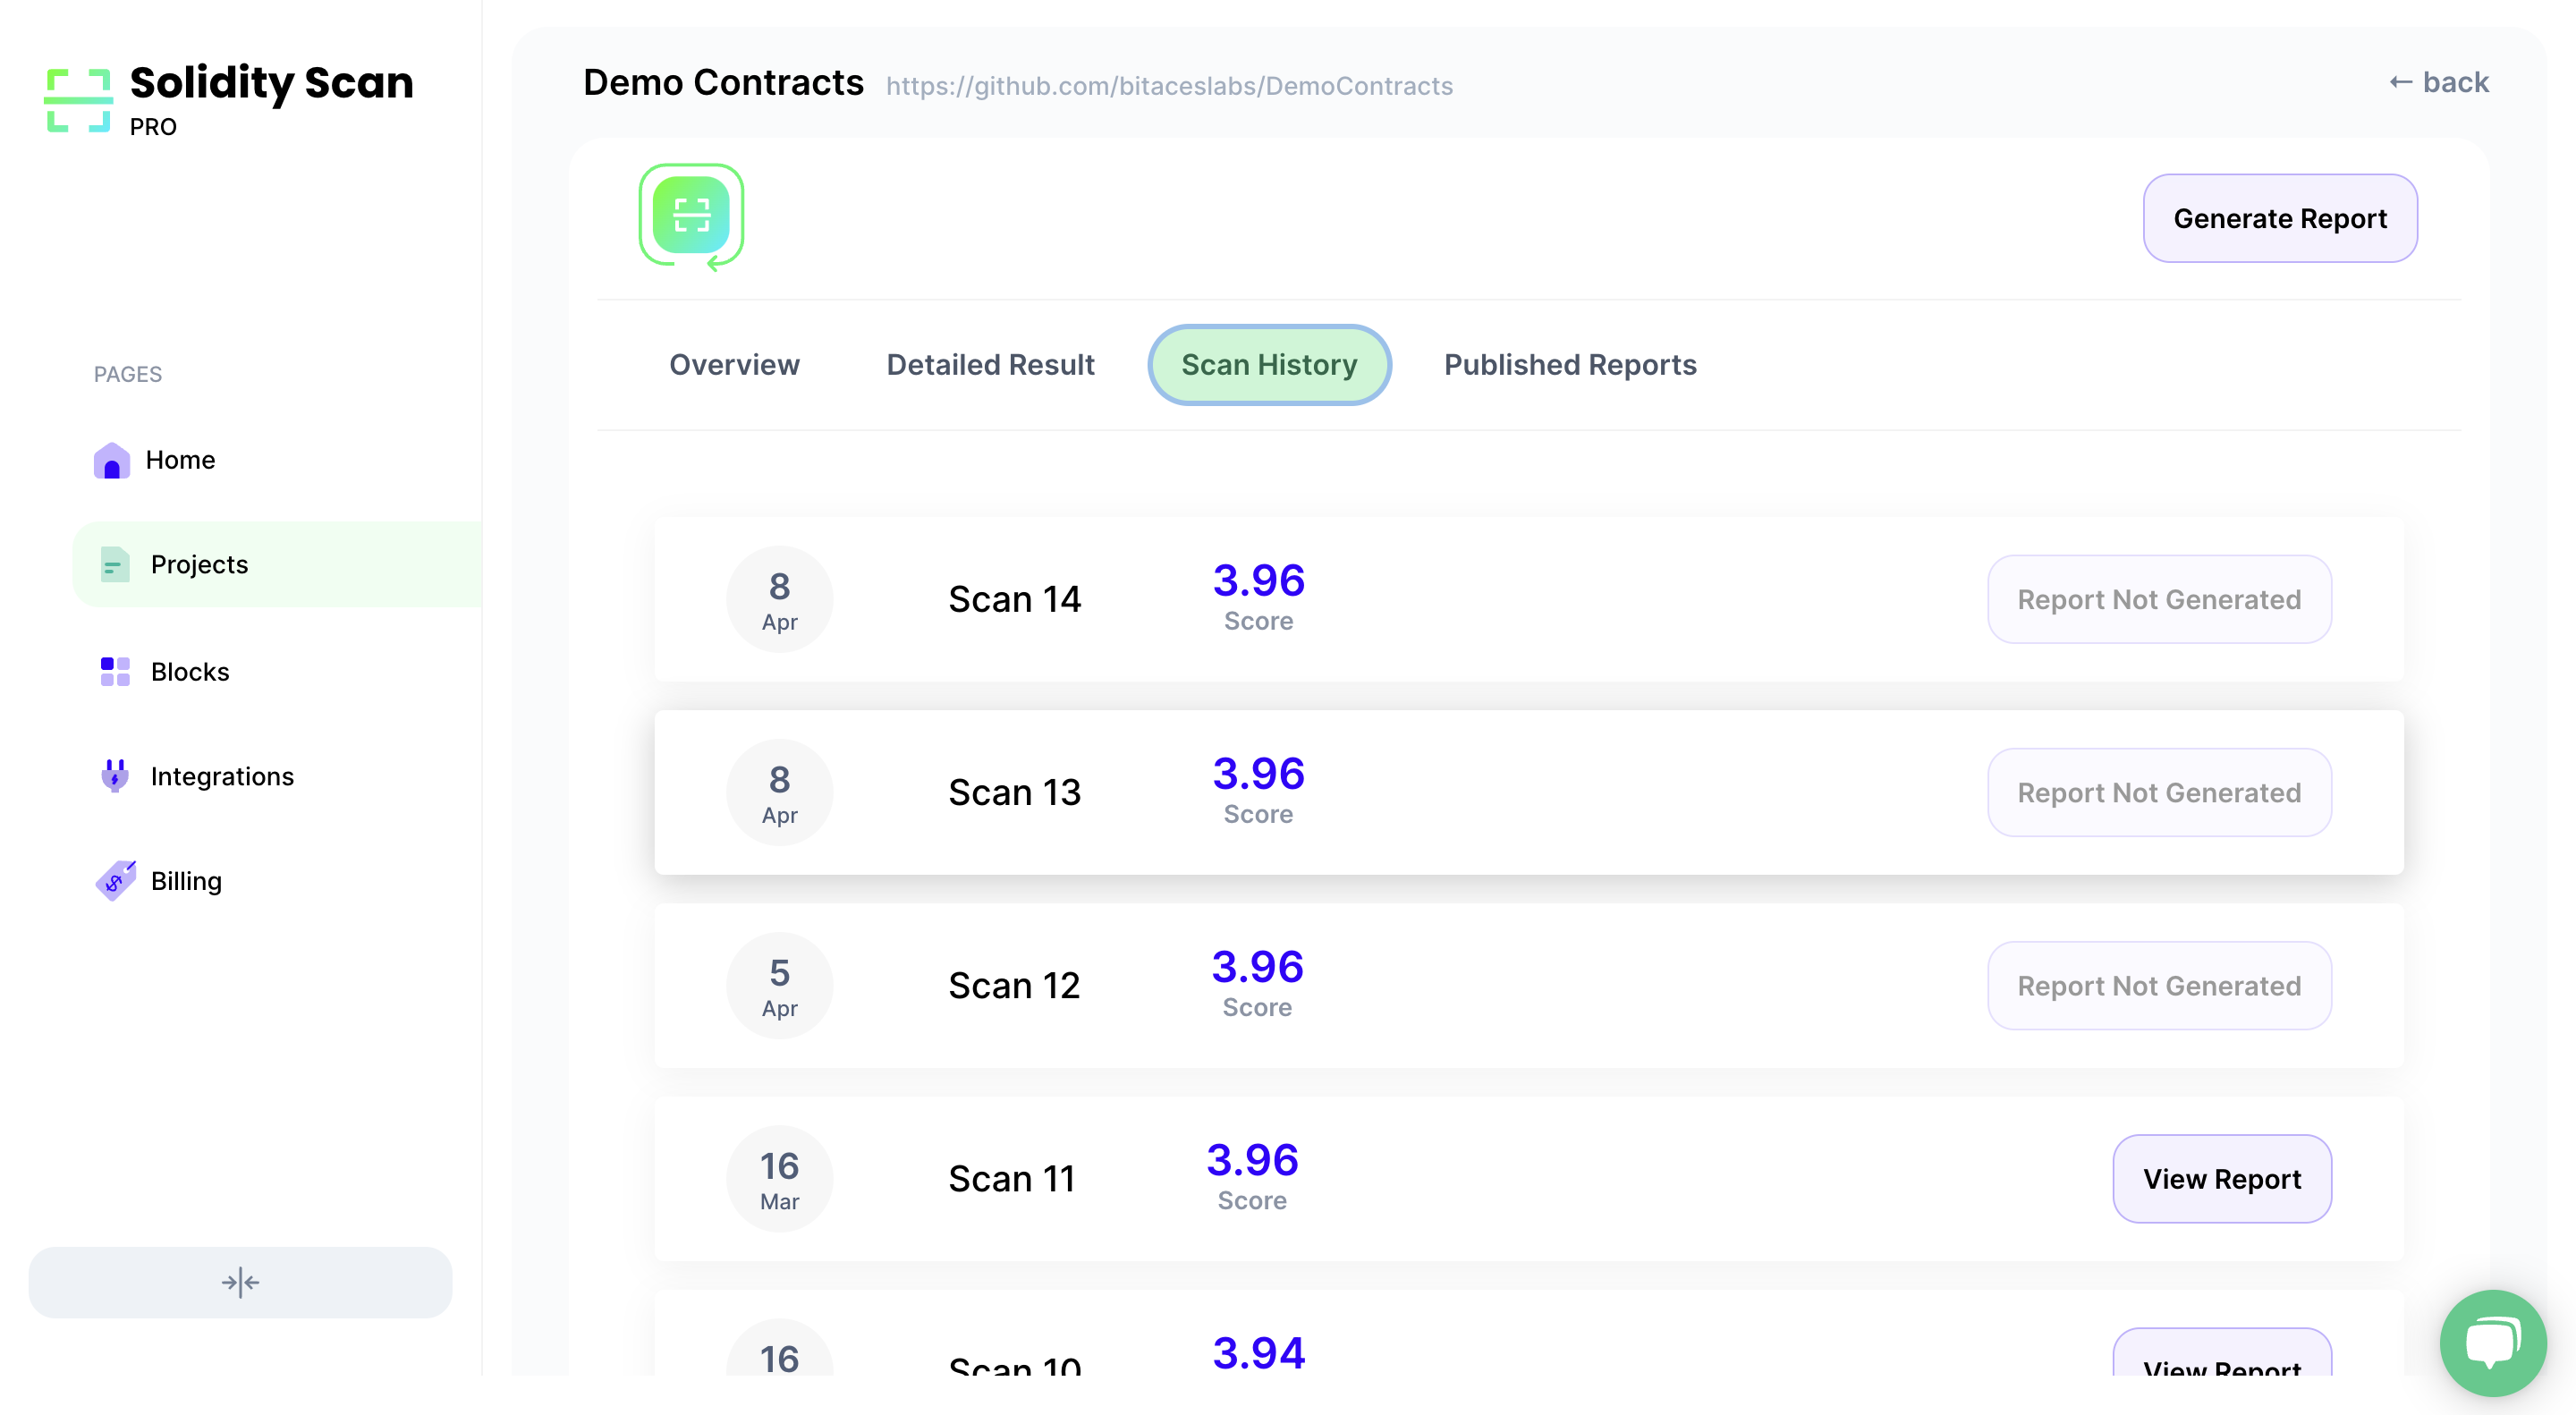 Solidity Scan
PRO
PAGES
Home
Projects
Blocks
Integrations
Billing
Demo Contracts https://github.com/bitaceslabs/DemoContracts
← back
Generate Report
Overview Detailed Result Scan History Published Reports
8
Apr
Scan 14
3.96
Score
Report Not Generated
8
Apr
Scan 13
3.96
Score
Report Not Generated
5
Apr
Scan 12
3.96
Score
Report Not Generated
16
Mar
Scan 11
3.96
Score
View Report
16
Scan 10
3.94
View Report